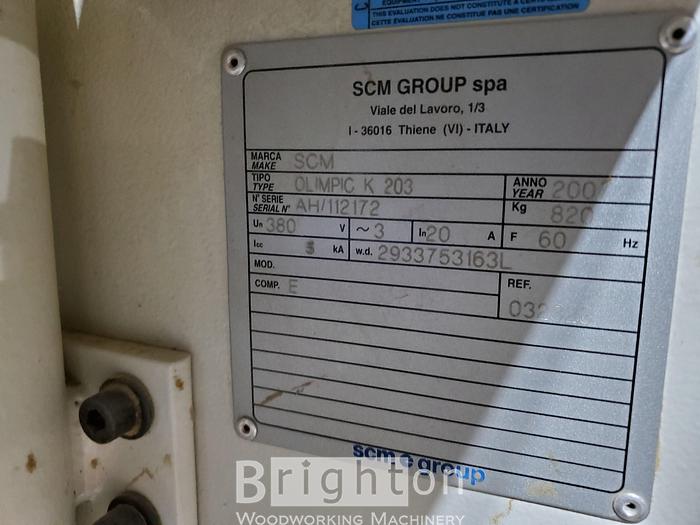 THIS EVALUATION DOES NOT CONSTITUTE A
CETTE ÉVALUATION NE CONSTITUE PAS UNE CERTIFICATION
SCM GROUP spa
Viale del Lavoro, 1/3
I - 36016 Thiene (VI) - ITALY
MARCA MAKE SCM
TIPO TYPE OLIMPIC K 203 ANNO YEAR
N° SERIE SERIAL N° AH/112172 Kg 820
Un 380 V ~ 3 In 20 A F 60 Hz
Icc 5 kA w.d. 2933753163L
MOD.
COMP. E REF.
scm group
Brighton
WOODWORKING MACHINERY